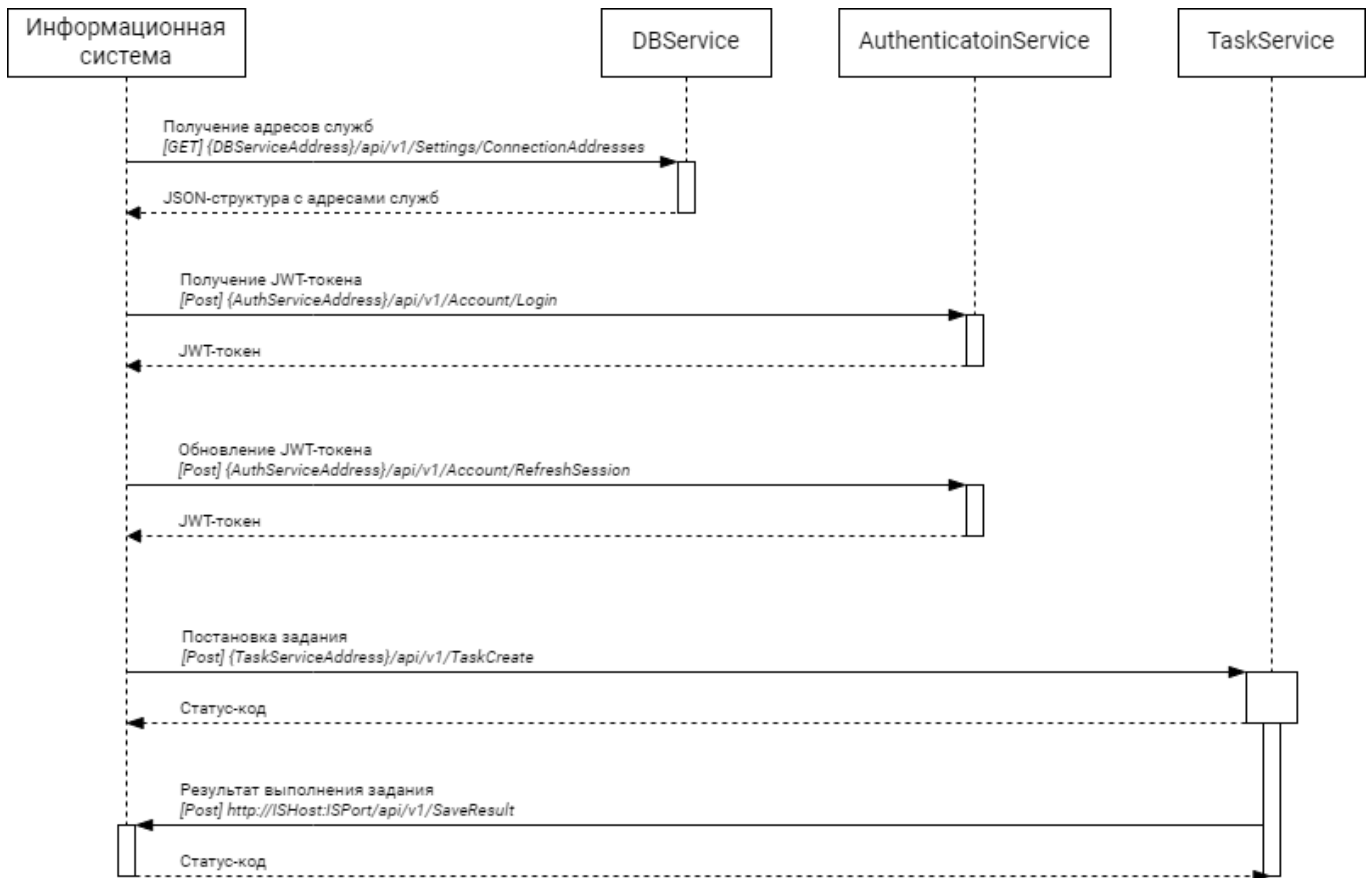 Информационная
система
DBService
AuthenticatoinService
TaskService
Получение адресов служб
[GET] {DBServiceAddress}/api/v1/Settings/ConnectionAddresses
JSON-структура с адресами служб
Получение JWT-токена
[Post] {AuthServiceAddress}/api/v1/Account/Login
JWT-токен
Обновление JWT-токена
[Post] {AuthServiceAddress}/api/v1/Account/RefreshSession
JWT-токен
Постановка задания
[Post] {TaskServiceAddress}/api/v1/TaskCreate
Статус-код
Результат выполнения задания
[Post] http://ISHost:ISPort/api/v1/SaveResult
Статус-код